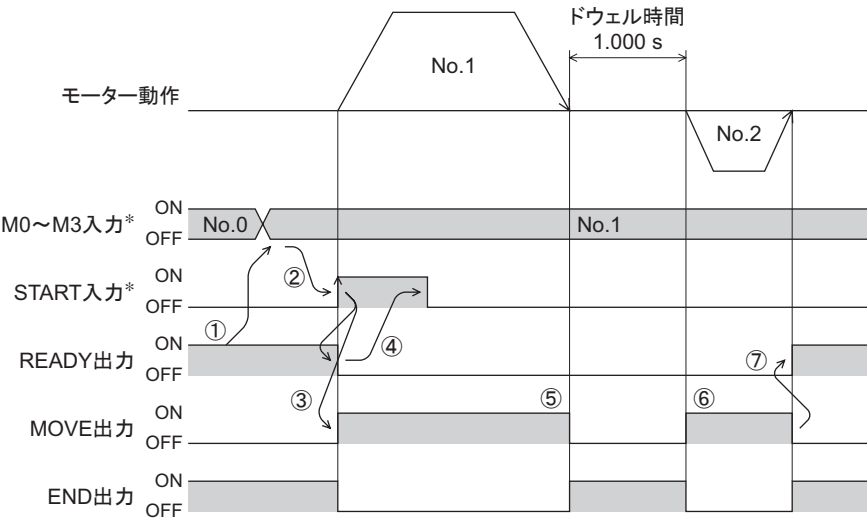 ドウェル時間
1.000 s
No.1
モーター動作
No.2
M0～M3入力*
ON
OFF
No.0
No.1
START入力*
ON
OFF
②
①
④
READY出力
ON
OFF
⑦
③
⑤
⑥
MOVE出力
ON
OFF
END出力
ON
OFF